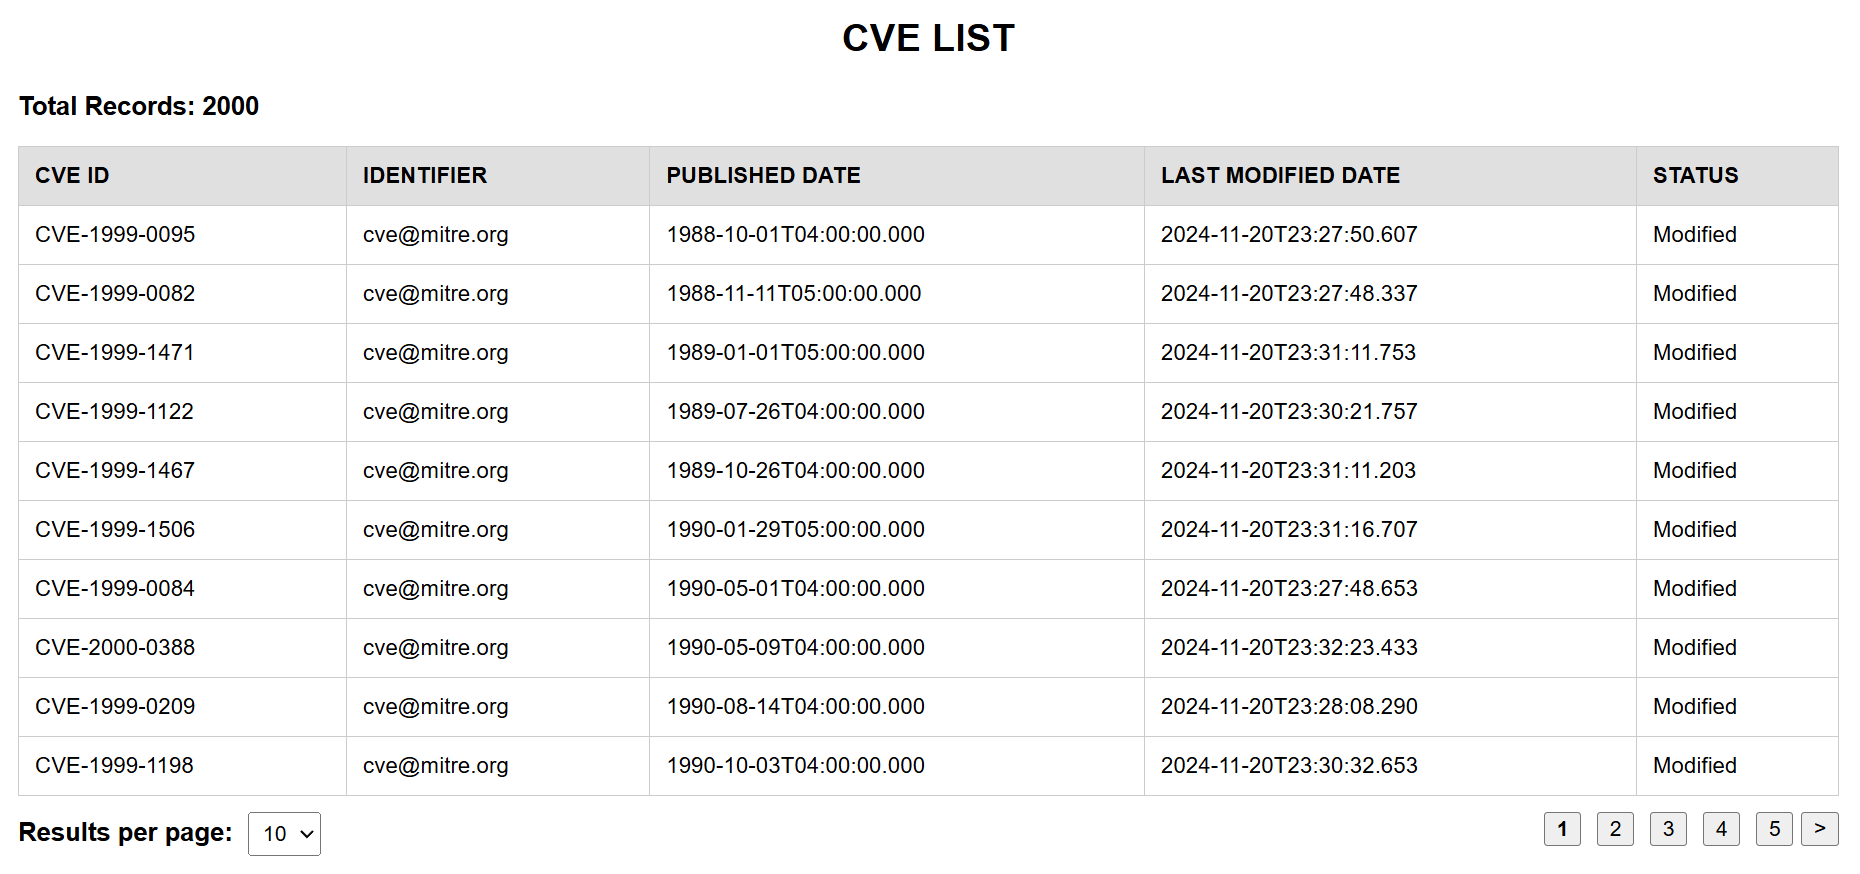 CVE LIST
Total Records: 2000
CVE ID IDENTIFIER PUBLISHED DATE LAST MODIFIED DATE STATUS
CVE-1999-0095 cve@mitre.org 1988-10-01T04:00:00.000 2024-11-20T23:27:50.607 Modified
CVE-1999-0082 cve@mitre.org 1988-11-11T05:00:00.000 2024-11-20T23:27:48.337 Modified
CVE-1999-1471 cve@mitre.org 1989-01-01T05:00:00.000 2024-11-20T23:31:11.753 Modified
CVE-1999-1122 cve@mitre.org 1989-07-26T04:00:00.000 2024-11-20T23:30:21.757 Modified
CVE-1999-1467 cve@mitre.org 1989-10-26T04:00:00.000 2024-11-20T23:31:11.203 Modified
CVE-1999-1506 cve@mitre.org 1990-01-29T05:00:00.000 2024-11-20T23:31:16.707 Modified
CVE-1999-0084 cve@mitre.org 1990-05-01T04:00:00.000 2024-11-20T23:27:48.653 Modified
CVE-2000-0388 cve@mitre.org 1990-05-09T04:00:00.000 2024-11-20T23:32:23.433 Modified
CVE-1999-0209 cve@mitre.org 1990-08-14T04:00:00.000 2024-11-20T23:28:08.290 Modified
CVE-1999-1198 cve@mitre.org 1990-10-03T04:00:00.000 2024-11-20T23:30:32.653 Modified
Results per page: 10 1 2 3 4 5 >